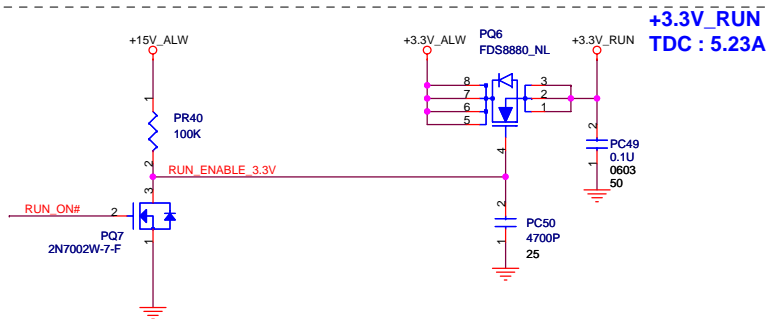 +3.3V_RUN
TDC : 5.23A
+15V_ALW
+3.3V_ALW
PQ6
FDS8880_NL
+3.3V_RUN
1
PR40
100K
2
8
7
6
5
3
2
1
4
2
PC49
0.1U
0603
50
1
RUN_ENABLE_3.3V
3
RUN_ON#
2
PQ7
2N7002W-7-F
1
2
PC50
4700P
25
1